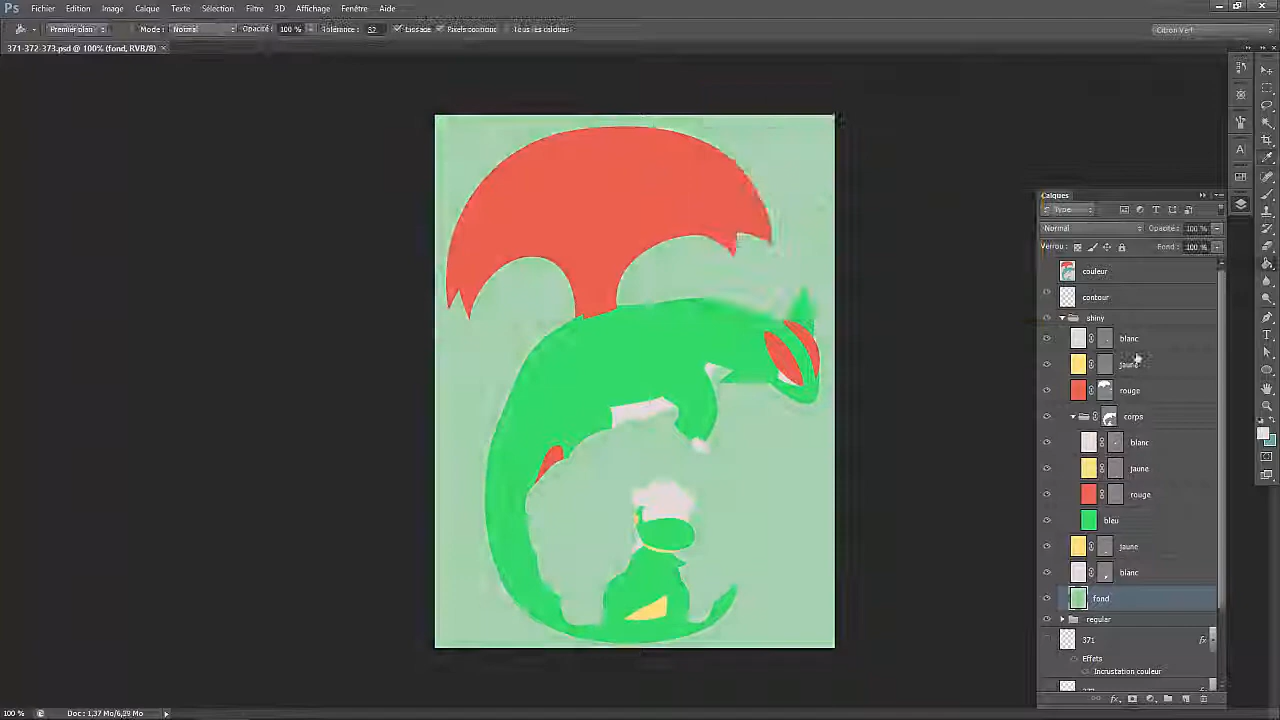 Ps Fichier Edition Image Calque Texte Sélection Filtre 3D Affichage Fenêtre Aide
Premier plan Mode : Normal Opacité : 100 % Tolérance : 32 Lissage Pixels contigus Tous les calques Citron Vert
371-372-373.psd @ 100% (fond, RVB/8) ×
Calques
Type
Normal Opacité : 100 %
Verrou : Fond : 100 %
couleur
contour
shiny
blanc
jaune
rouge
corps
blanc
jaune
rouge
bleu
jaune
blanc
fond
regular
371 fx
Effets
Incrustation couleur
100 % Doc : 1,37 Mo/6,29 Mo